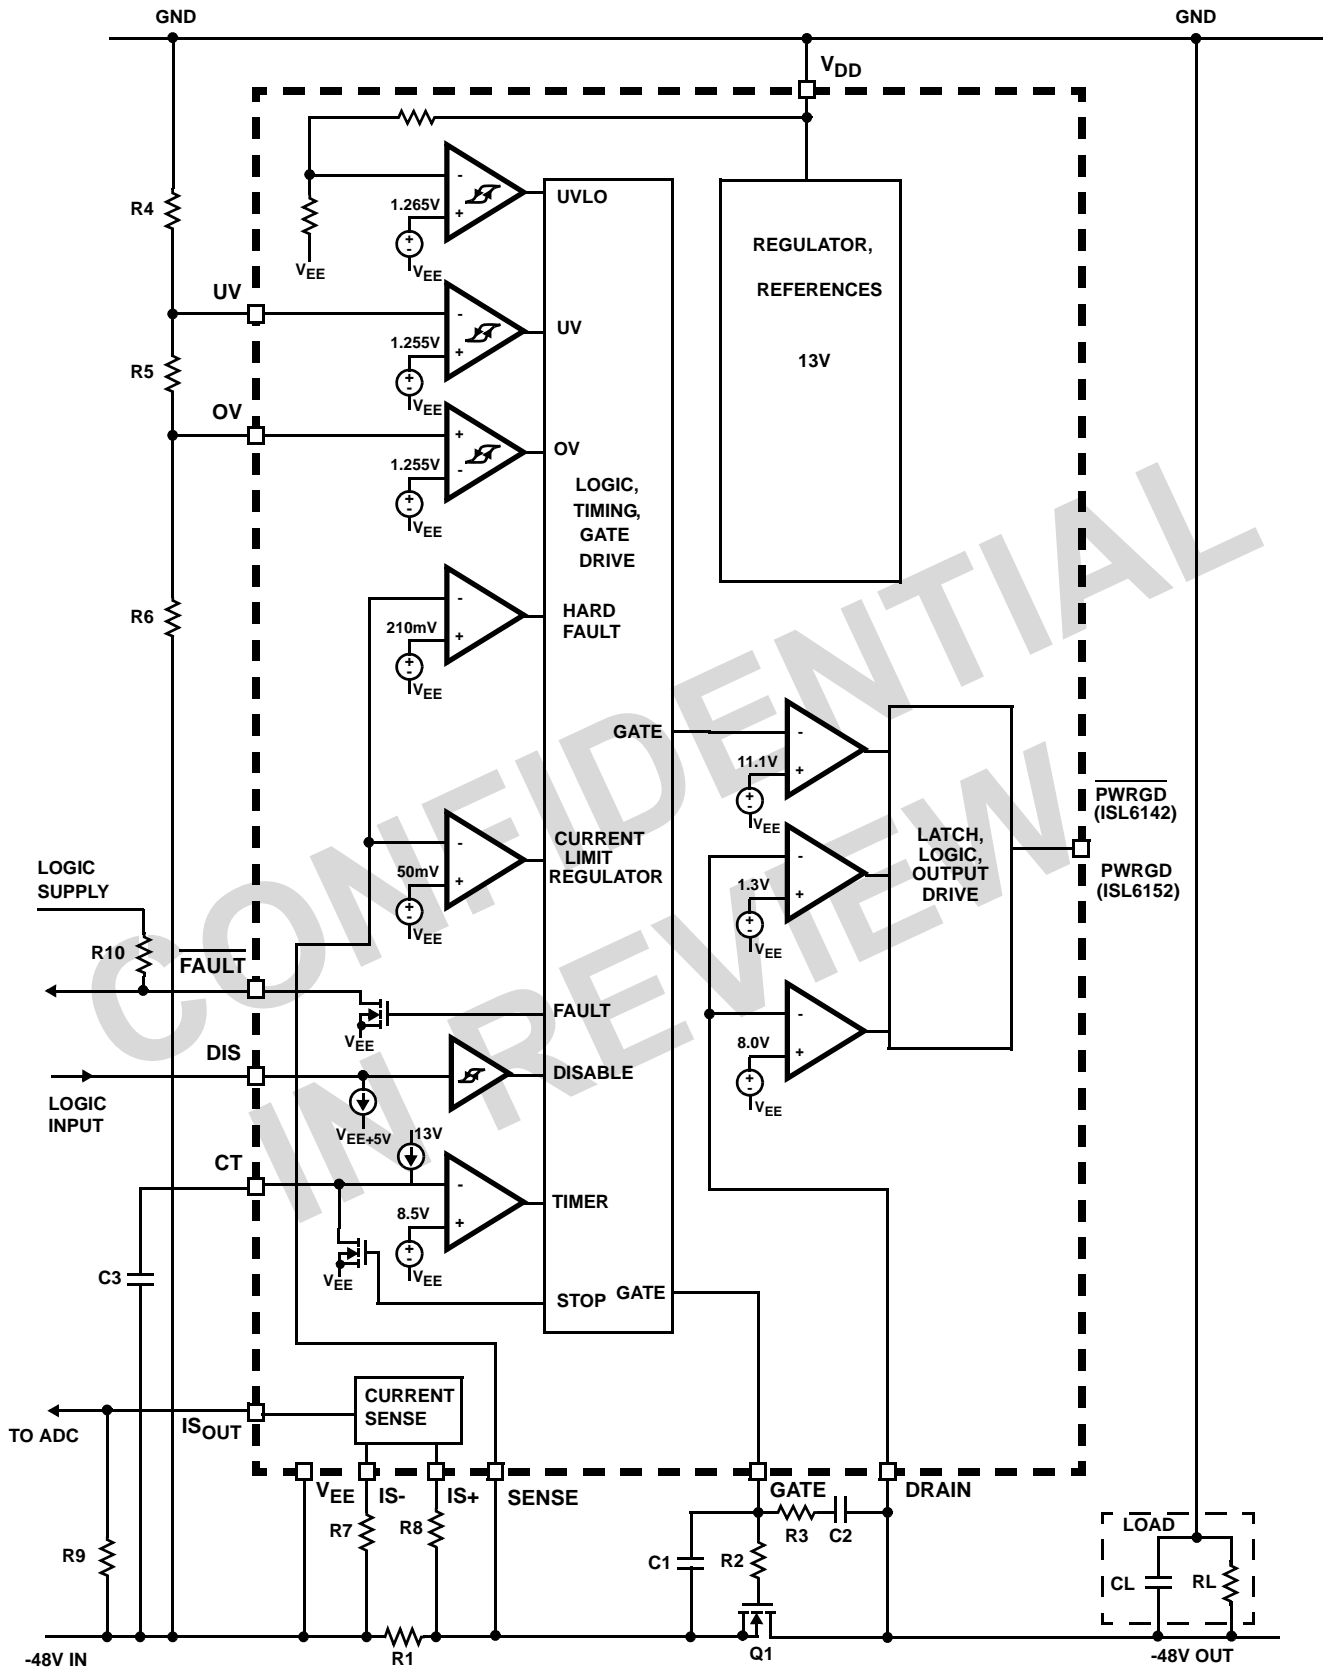 GND
GND
VDD
R4
1.265V
-
+
UVLO
VEE
VEE
REGULATOR,
REFERENCES
13V
UV
-
1.255V
+
UV
VEE
R5
OV
+
1.255V
-
OV
VEE
LOGIC,
TIMING,
GATE
DRIVE
R6
-
210mV
+
HARD
FAULT
VEE
GATE
-
11.1V
+
VEE
PWRGD
(ISL6142)
PWRGD
(ISL6152)
LATCH,
LOGIC,
OUTPUT
DRIVE
-
50mV
+
CURRENT
LIMIT
REGULATOR
VEE
-
1.3V
+
VEE
LOGIC
SUPPLY
R10
FAULT
FAULT
VEE
-
8.0V
+
VEE
DIS
DISABLE
LOGIC
INPUT
VEE+5V
13V
CT
-
8.5V
+
TIMER
VEE
VEE
C3
STOP
GATE
CURRENT
SENSE
TO ADC
ISOUT
VEE
IS-
IS+
SENSE
GATE
DRAIN
R7
R8
R9
C1
R2
R3
C2
LOAD
CL
RL
-48V IN
R1
Q1
-48V OUT
CONFIDENTIAL
IN REVIEW